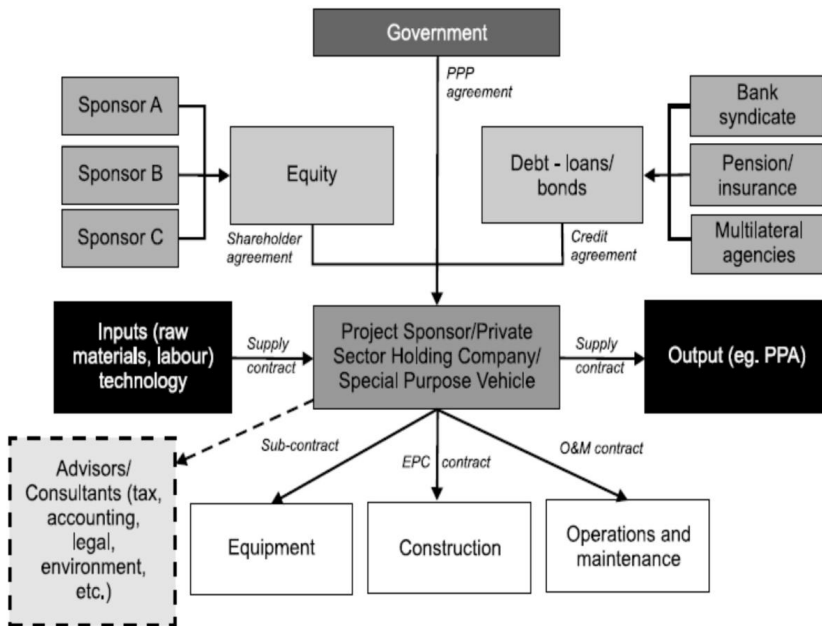 Government
PPP
agreement
Sponsor A
Sponsor B
Sponsor C
Equity
Debt - loans/
bonds
Bank
syndicate
Pension/
insurance
Multilateral
agencies
Shareholder
agreement
Credit
agreement
Inputs (raw
materials, labour)
technology
Supply
contract
Project Sponsor/Private
Sector Holding Company/
Special Purpose Vehicle
Supply
contract
Output (eg. PPA)
Sub-contract
EPC contract
O&M contract
Advisors/
Consultants (tax,
accounting,
legal,
environment,
etc.)
Equipment
Construction
Operations and
maintenance